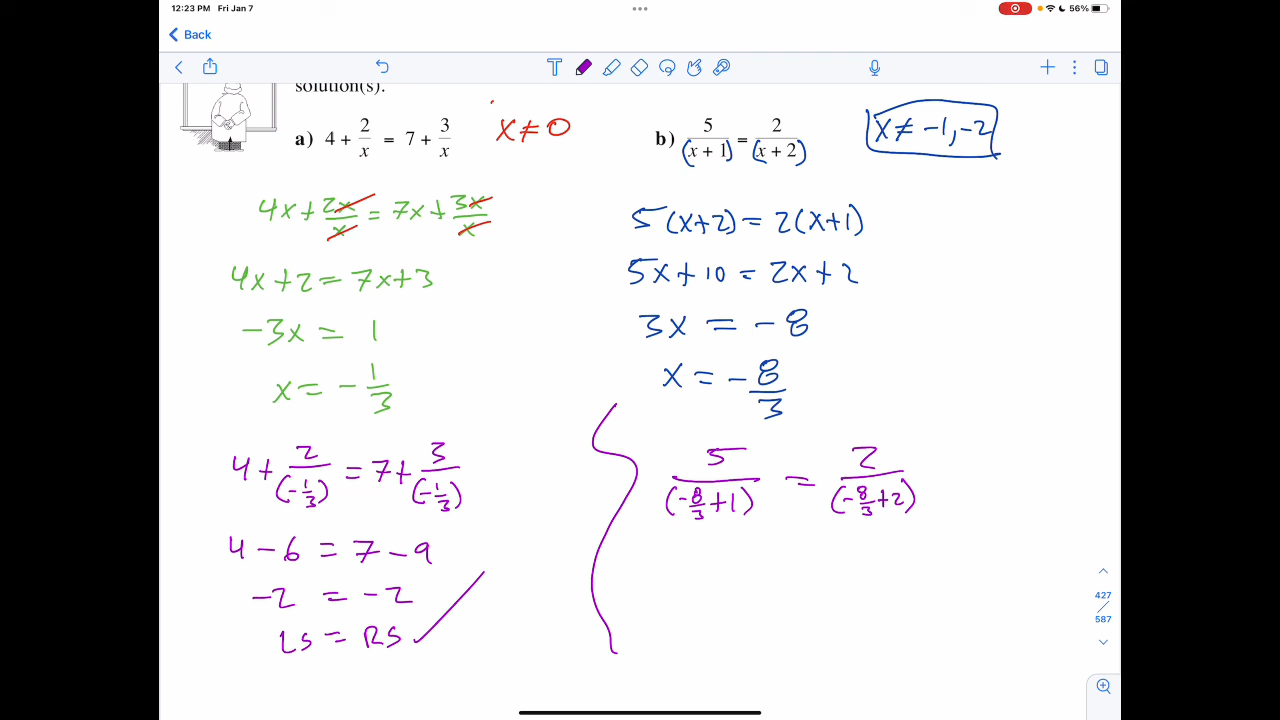 12:23 PM Fri Jan 7
56%
Back
T
solution(s).
a) 4 + 2/x = 7 + 3/x
x ≠ 0
b) 5/(x + 1) = 2/(x + 2)
x ≠ -1, -2
4x + 2x/x = 7x + 3x/x
4x + 2 = 7x + 3
-3x = 1
x = -1/3
4 + 2/(-1/3) = 7 + 3/(-1/3)
4 - 6 = 7 - 9
-2 = -2
LS = RS ✓
5(x+2) = 2(x+1)
5x + 10 = 2x + 2
3x = -8
x = -8/3
5/(-8/3 + 1) = 2/(-8/3 + 2)
427
/
587